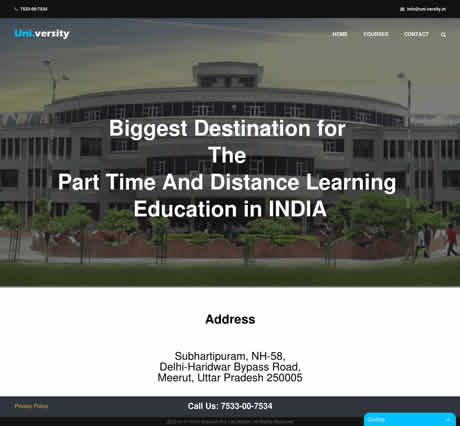 7533-00-7534
info@uni.versity.in
Uni.versity
HOME COURSES CONTACT
Biggest Destination for
The
Part Time And Distance Learning
Education in INDIA
Address
Subhartipuram, NH-58,
Delhi-Haridwar Bypass Road,
Meerut, Uttar Pradesh 250005
Privacy Policy
Call Us: 7533-00-7534
Online